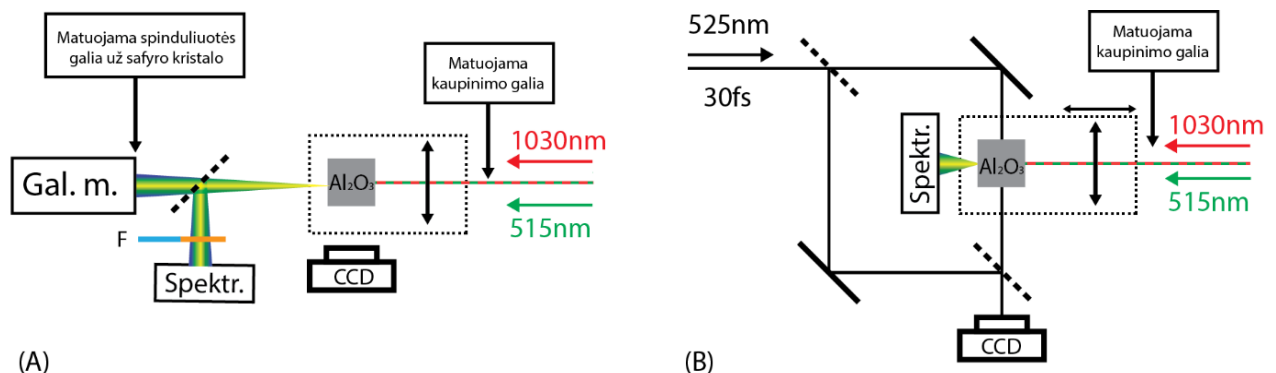 Matuojama spinduliuotės
galia už safyro kristalo
Matuojama
kaupinimo galia
1030nm
Gal. m.
Al₂O₃
515nm
F
Spektr.
CCD
(A)
525nm
30fs
Matuojama
kaupinimo galia
1030nm
Spektr.
Al₂O₃
515nm
CCD
(B)